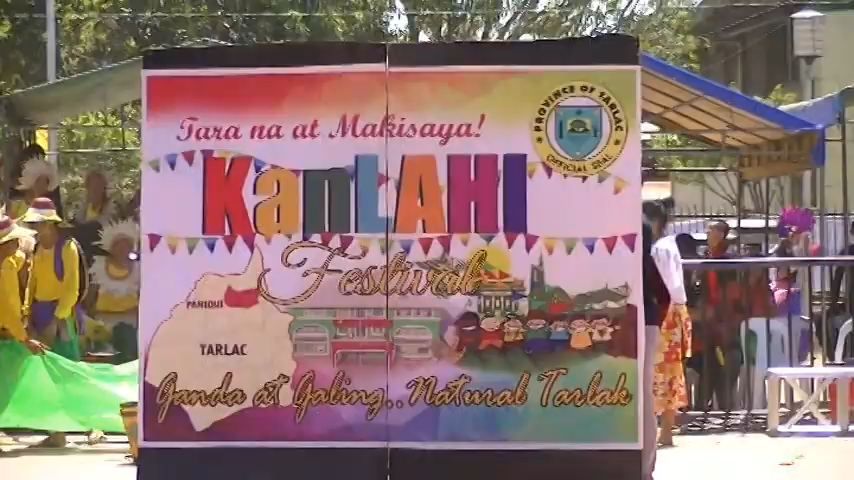 Tara na at Makisaya!
PROVINCE OF TARLAC
OFFICIAL SEAL
KanLAHI
Festival
PANIQUI
TARLAC
Ganda at Galing...Natural Tarlak